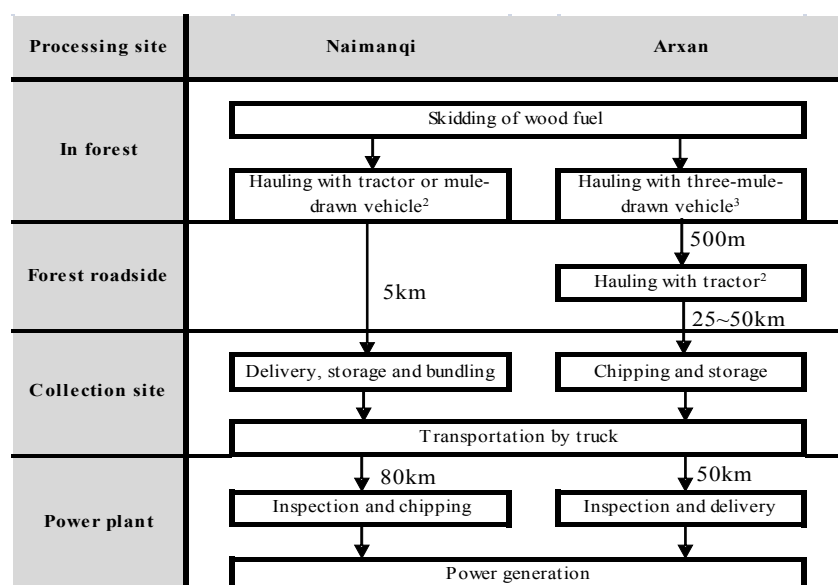 Processing site
Naimanqi
Arxan
In forest
Skidding of wood fuel
Hauling with tractor or mule-
drawn vehicle²
Hauling with three-mule-
drawn vehicle³
Forest roadside
5km
500m
Hauling with tractor²
25~50km
Collection site
Delivery, storage and bundling
Chipping and storage
Transportation by truck
Power plant
80km
50km
Inspection and chipping
Inspection and delivery
Power generation